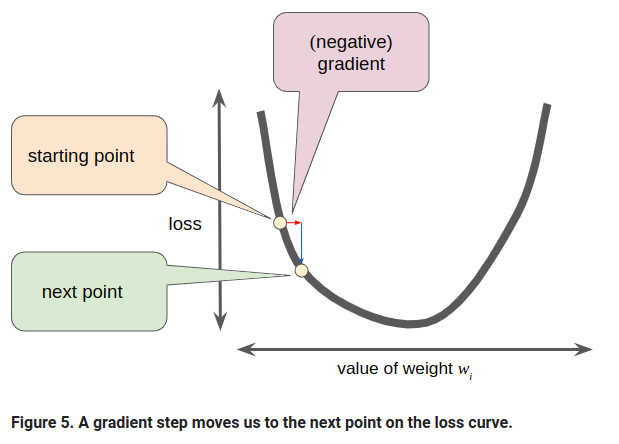 (negative)
gradient
starting point
loss
next point
value of weight wᵢ
Figure 5. A gradient step moves us to the next point on the loss curve.